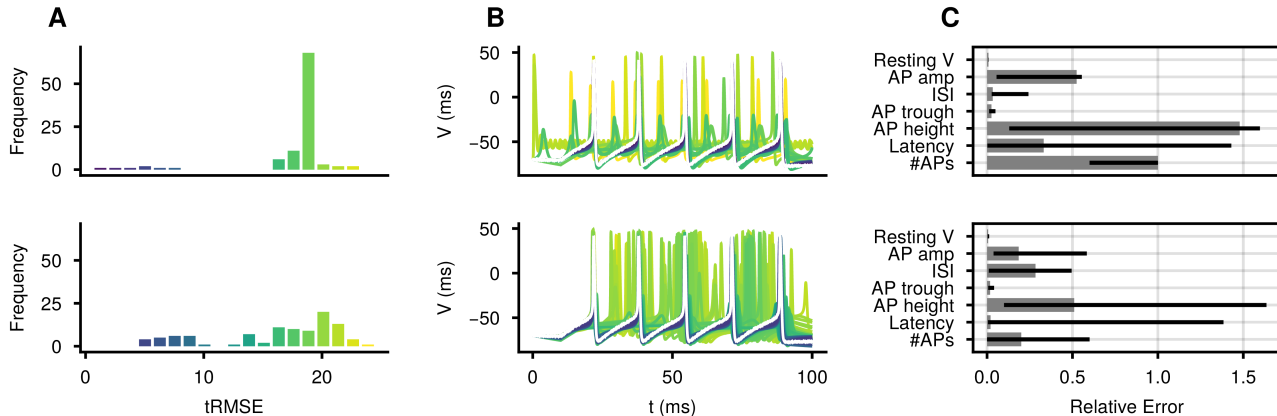 A
B
C
Frequency
50
25
0
V (ms)
50
0
−50
Resting V
AP amp
ISI
AP trough
AP height
Latency
#APs
Frequency
50
25
0
0
10
20
tRMSE
V (ms)
50
0
−50
0
50
100
t (ms)
Resting V
AP amp
ISI
AP trough
AP height
Latency
#APs
0.0
0.5
1.0
1.5
Relative Error